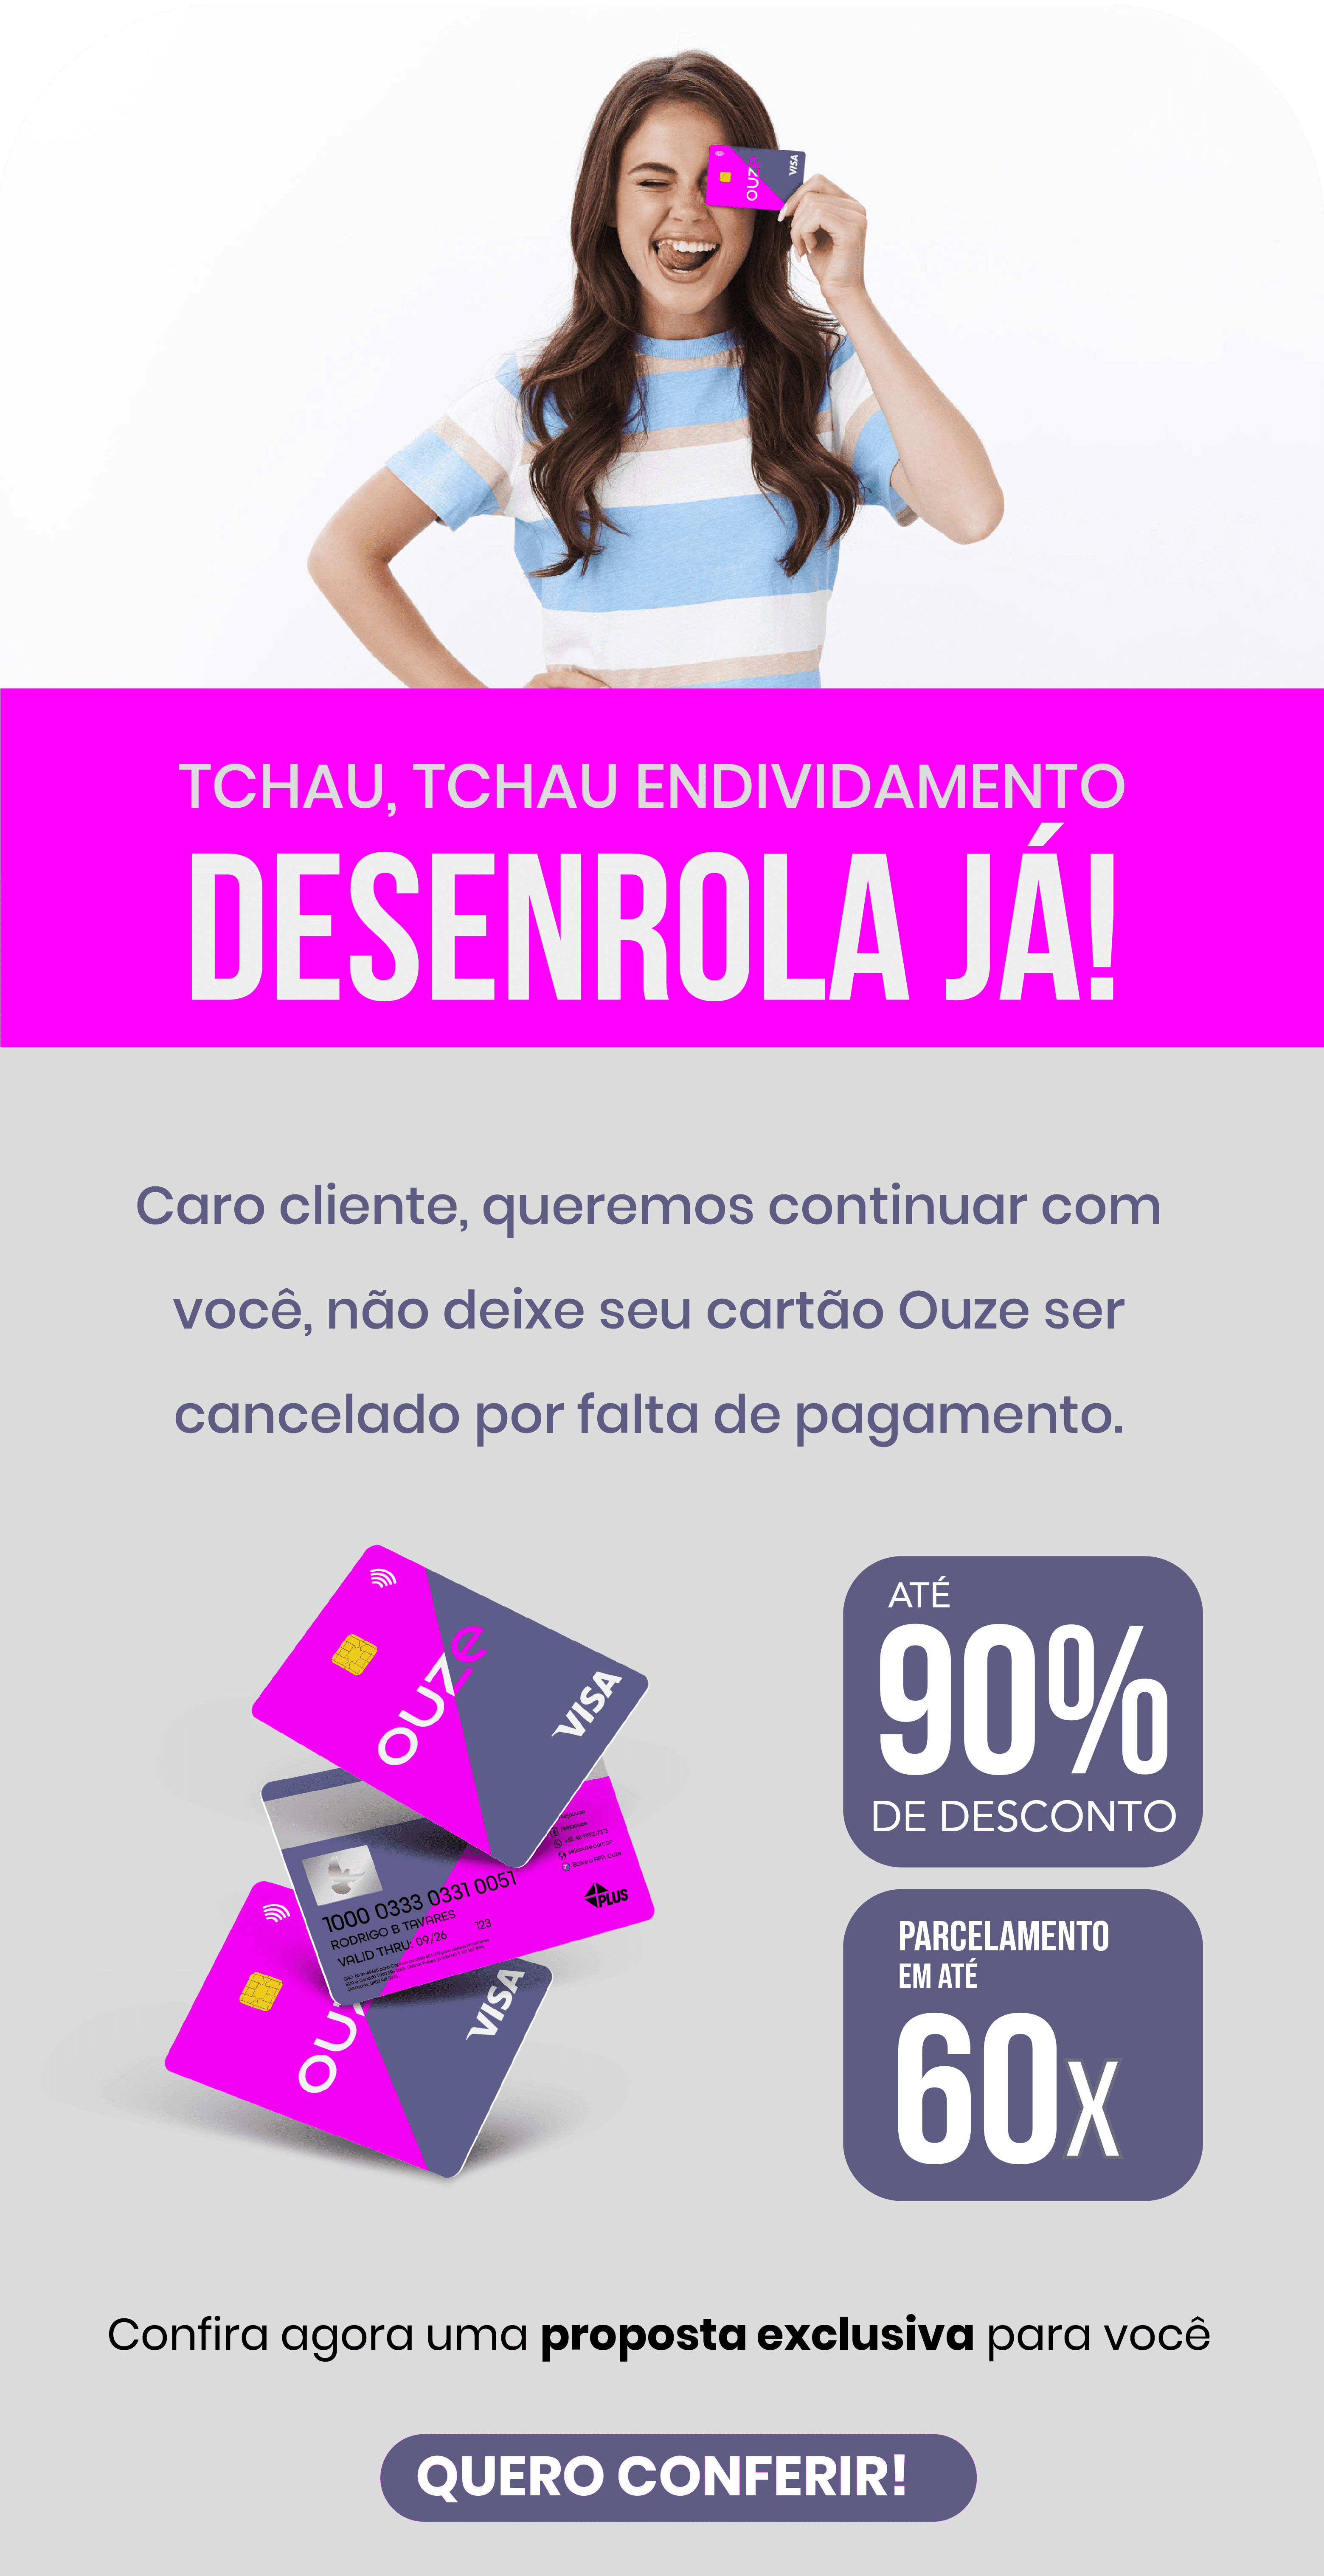 ouze
VISA
TCHAU, TCHAU ENDIVIDAMENTO
DESENROLA JÁ!
Caro cliente, queremos continuar com
você, não deixe seu cartão Ouze ser
cancelado por falta de pagamento.
ouze
VISA
1000 0333 0331 0051
RODRIGO B TAVARES
VALID THRU: 09/26
123
PLUS
VISA
ATÉ
90%
DE DESCONTO
PARCELAMENTO
EM ATÉ
60X
Confira agora uma proposta exclusiva para você
QUERO CONFERIR!